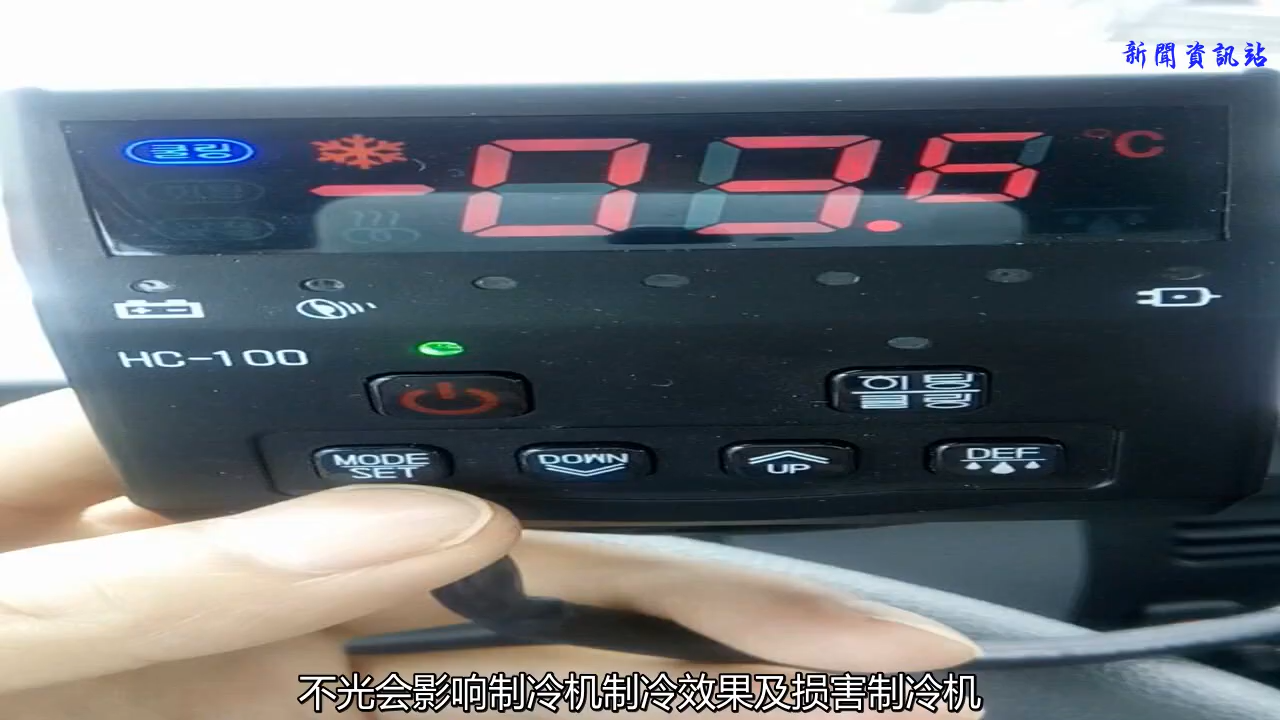 新聞資訊站
쿨링
-03.5 °C
HC-100
히팅
쿨링
MODE
SET
DOWN
UP
DEF
不光会影响制冷机制冷效果及损害制冷机